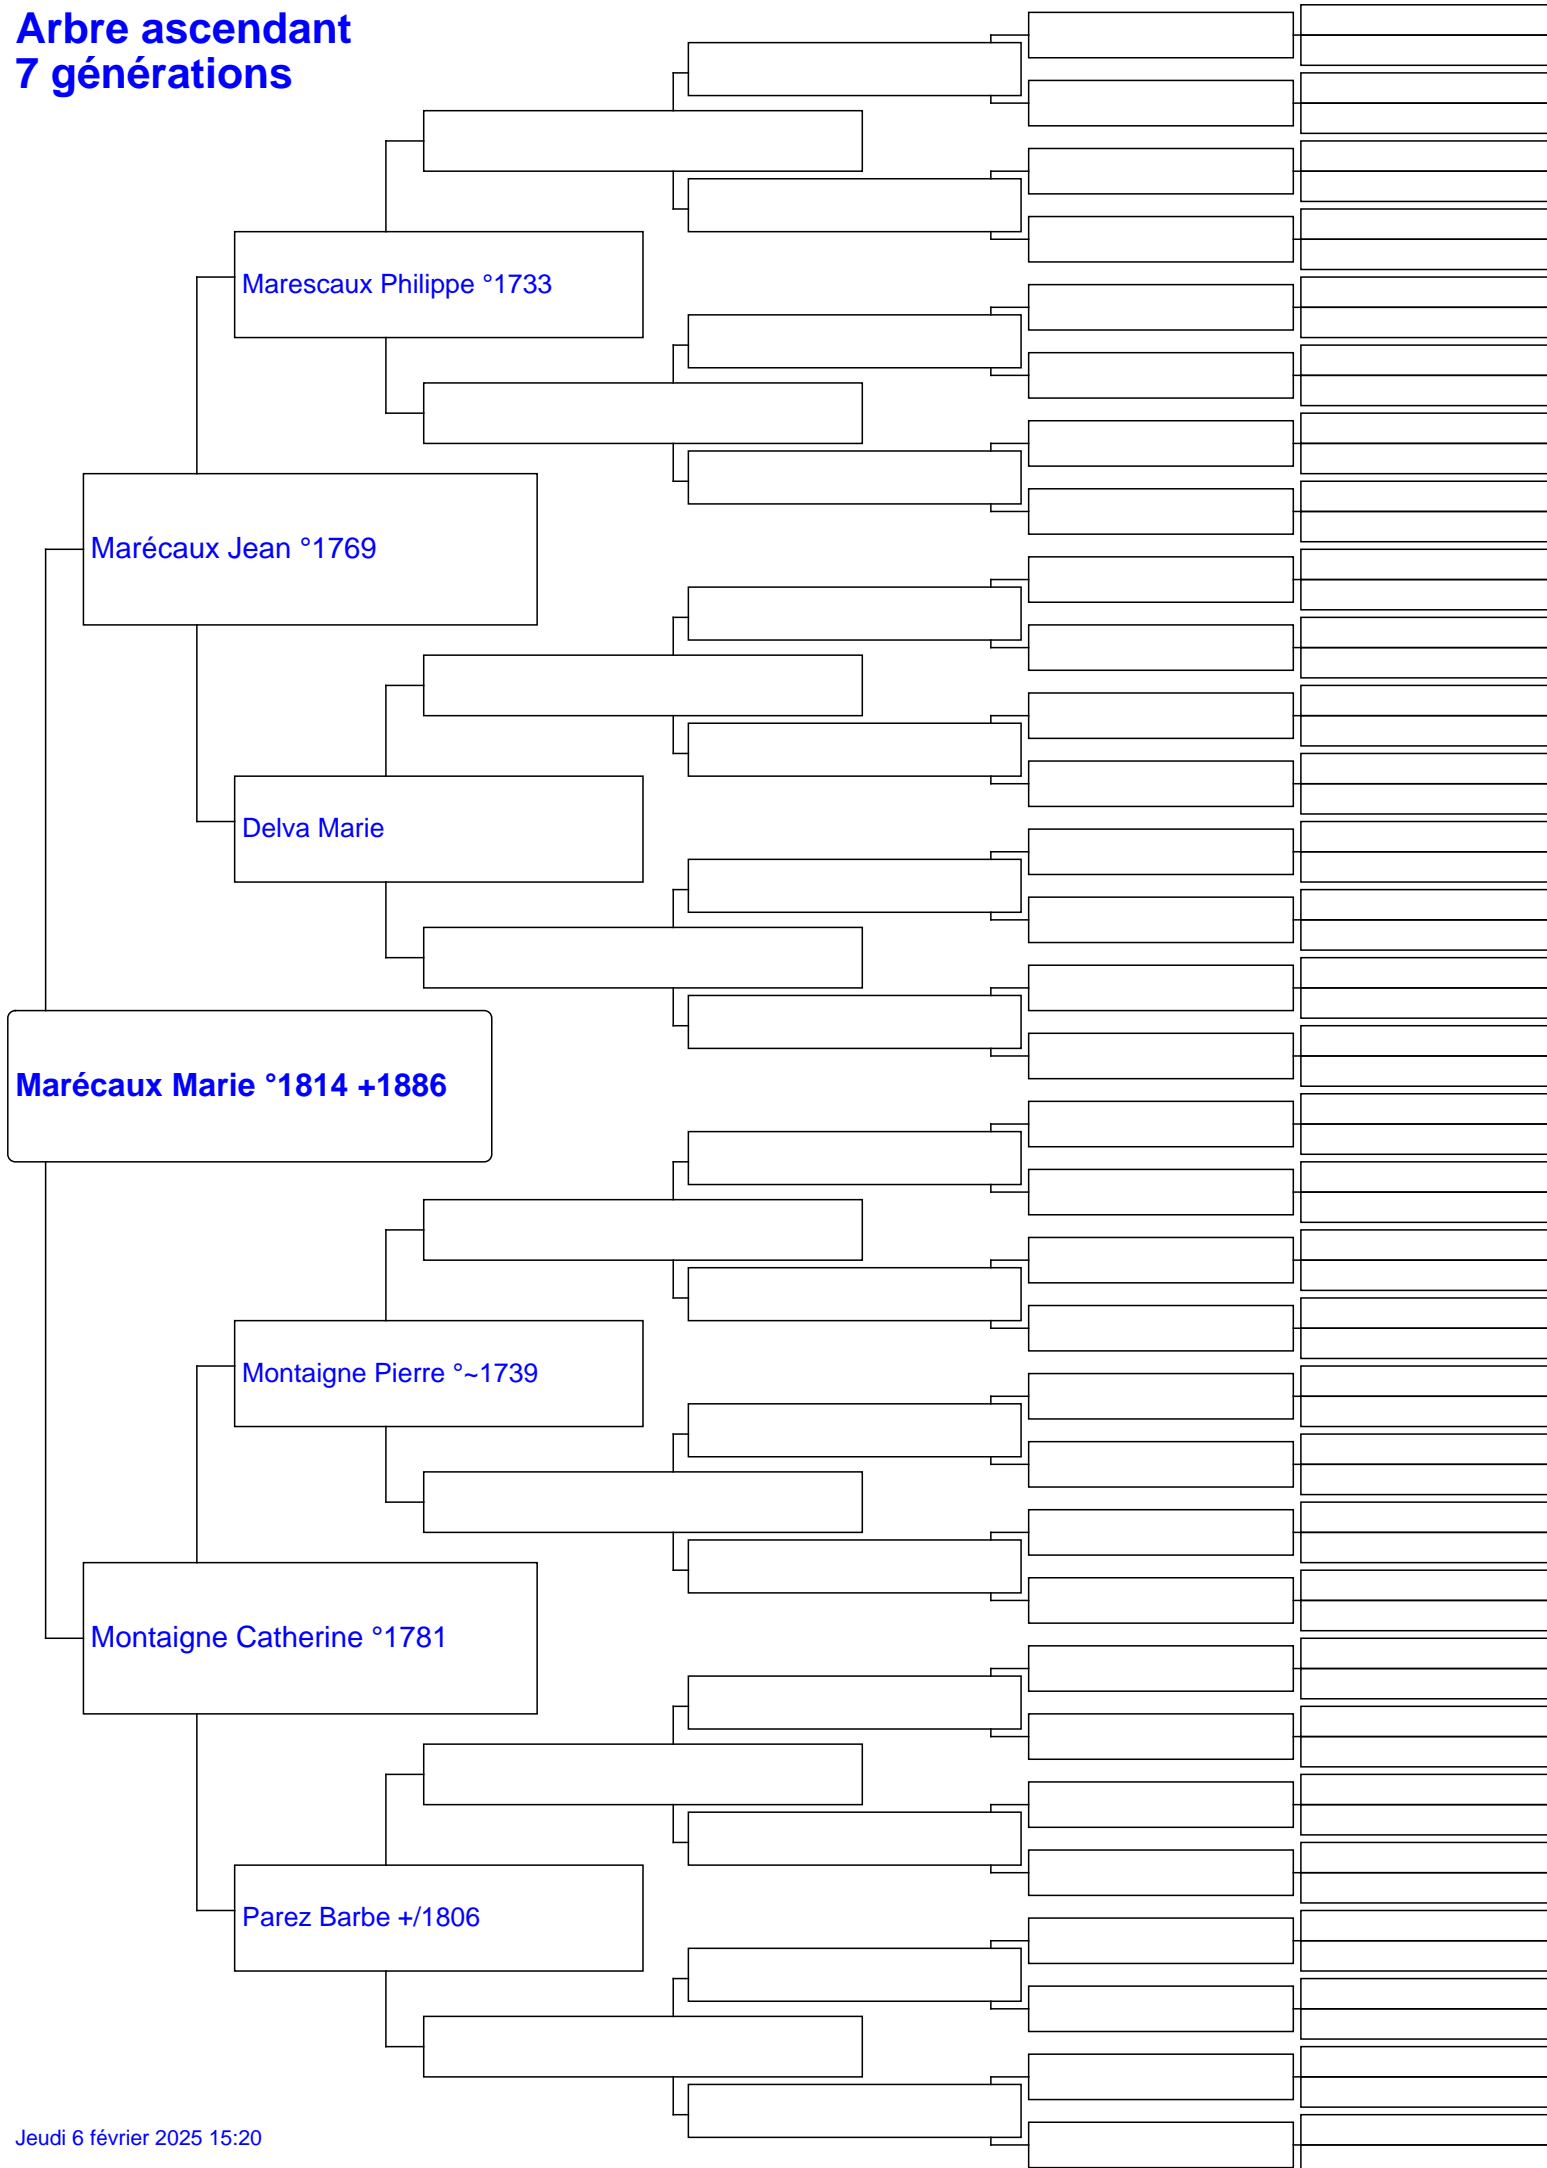 Arbre ascendant
7 générations
Marescaux Philippe °1733
Marécaux Jean °1769
Delva Marie
Marécaux Marie °1814 +1886
Montaigne Pierre °~1739
Montaigne Catherine °1781
Parez Barbe +/1806
Jeudi 6 février 2025 15:20